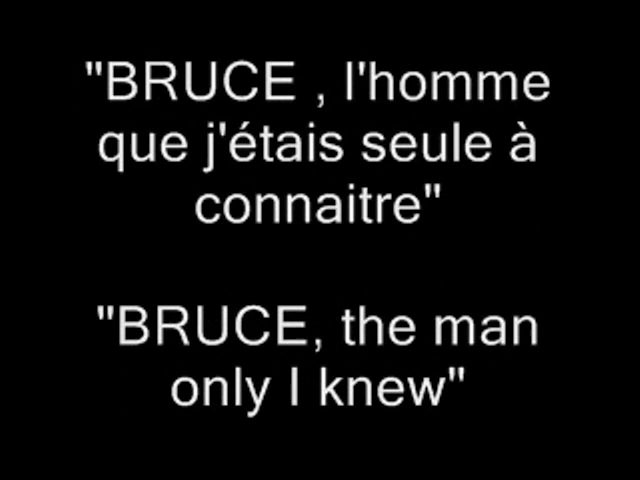 "BRUCE , l'homme
que j'étais seule à
connaitre"
"BRUCE, the man
only I knew"